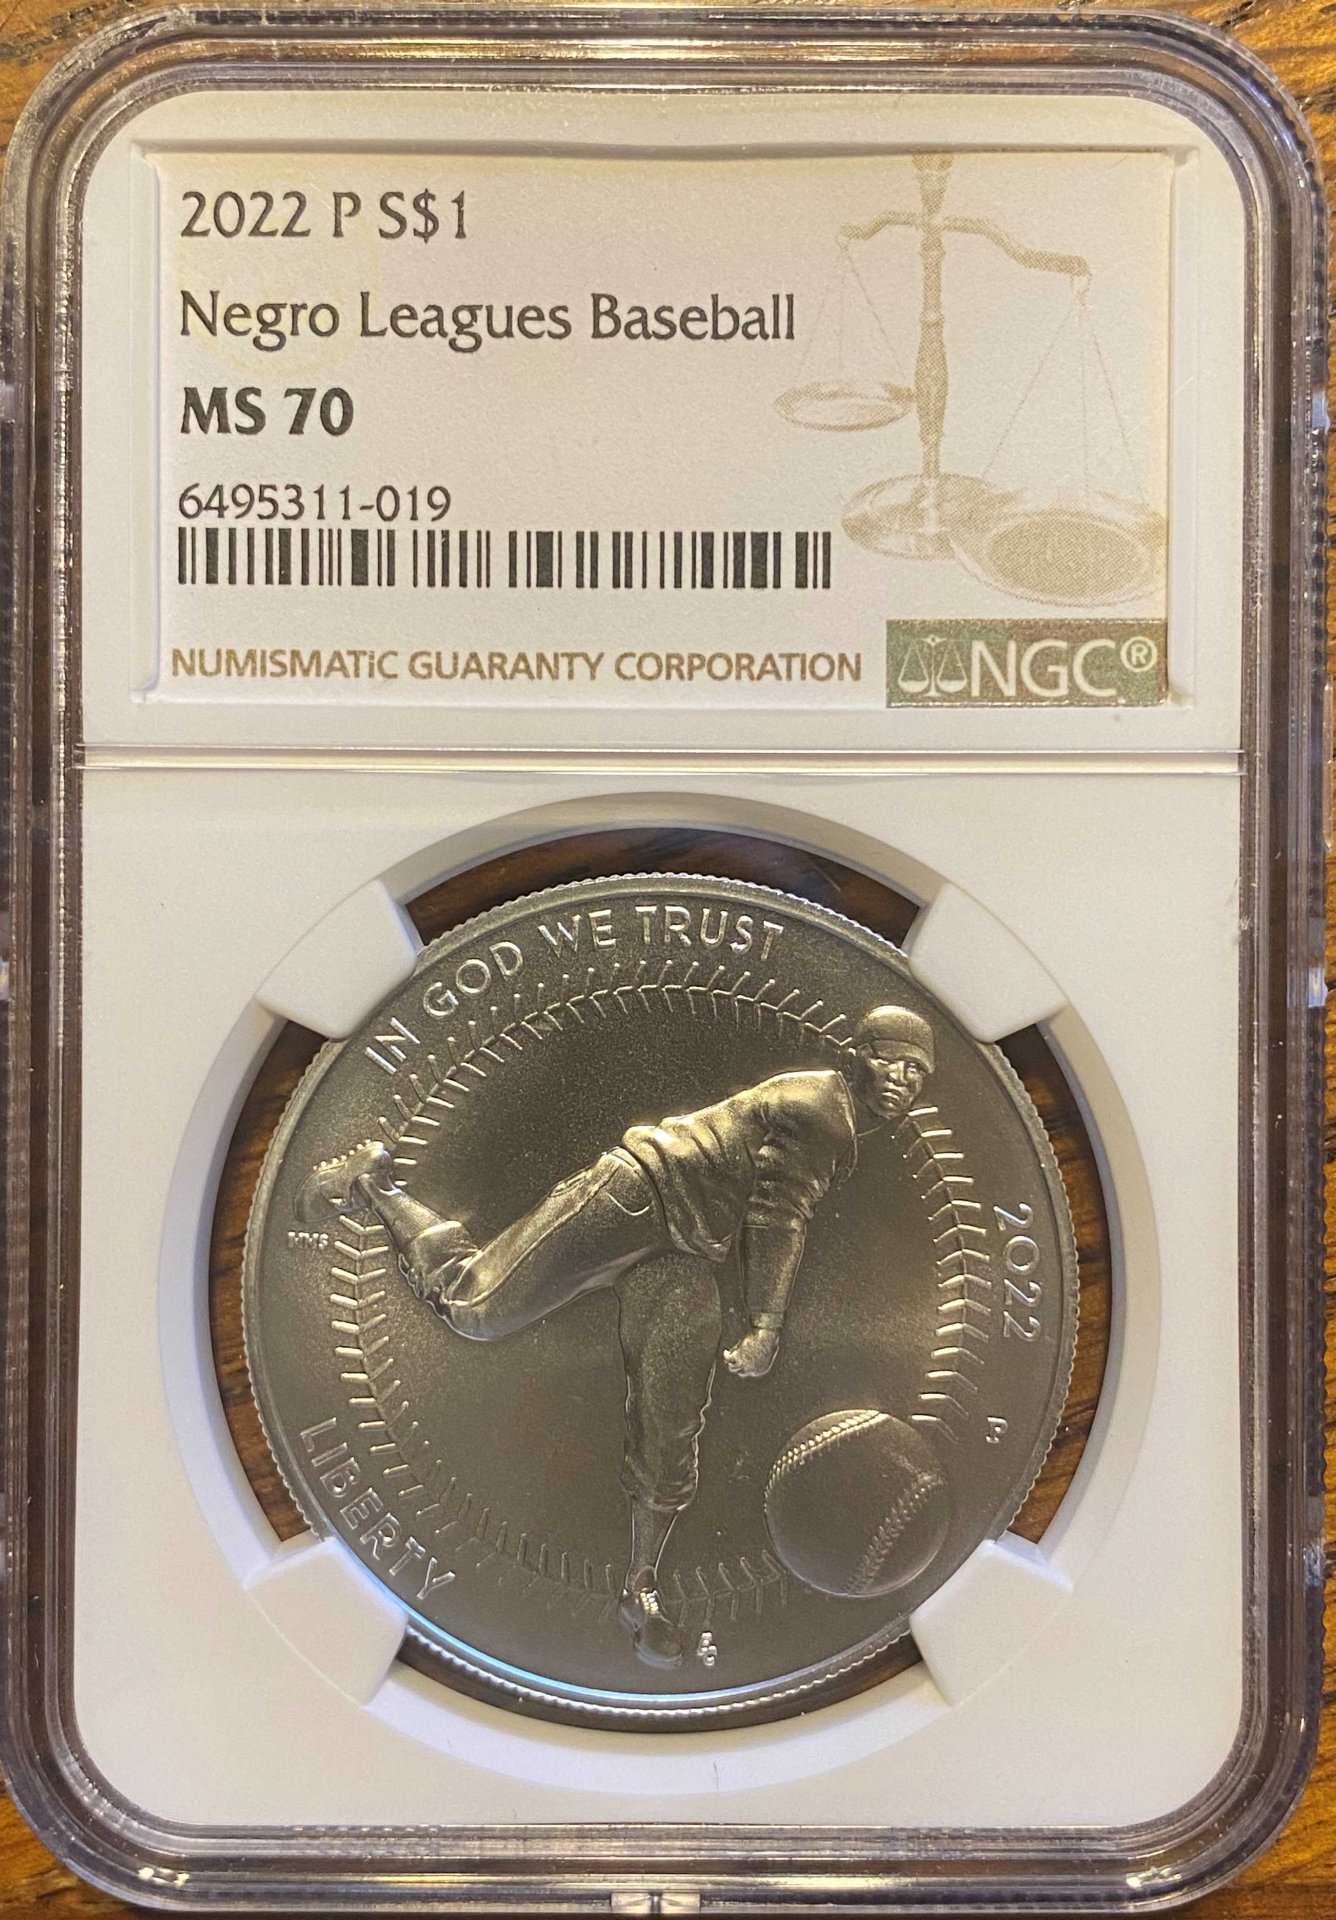 2022 P S$1
Negro Leagues Baseball
MS 70
6495311-019
NUMISMATIC GUARANTY CORPORATION
NGC®
IN GOD WE TRUST
2022
P
HMS
LIBERTY